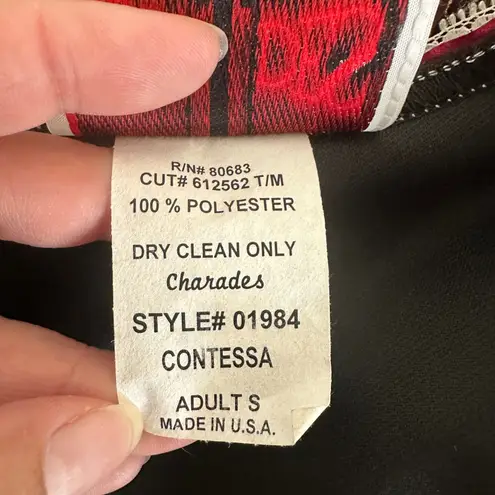 R/N# 80683
CUT# 612562 T/M
100 % POLYESTER
DRY CLEAN ONLY
Charades
STYLE# 01984
CONTESSA
ADULT S
MADE IN U.S.A.